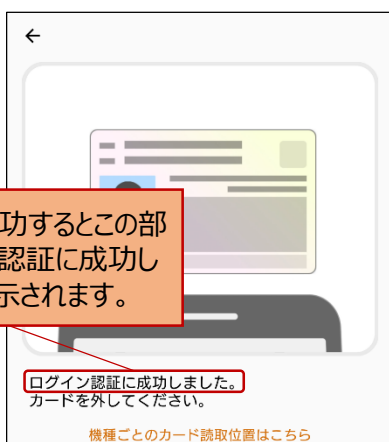 功するとこの部
認証に成功し
示されます。
ログイン認証に成功しました。
カードを外してください。
機種ごとのカード読取位置はこちら